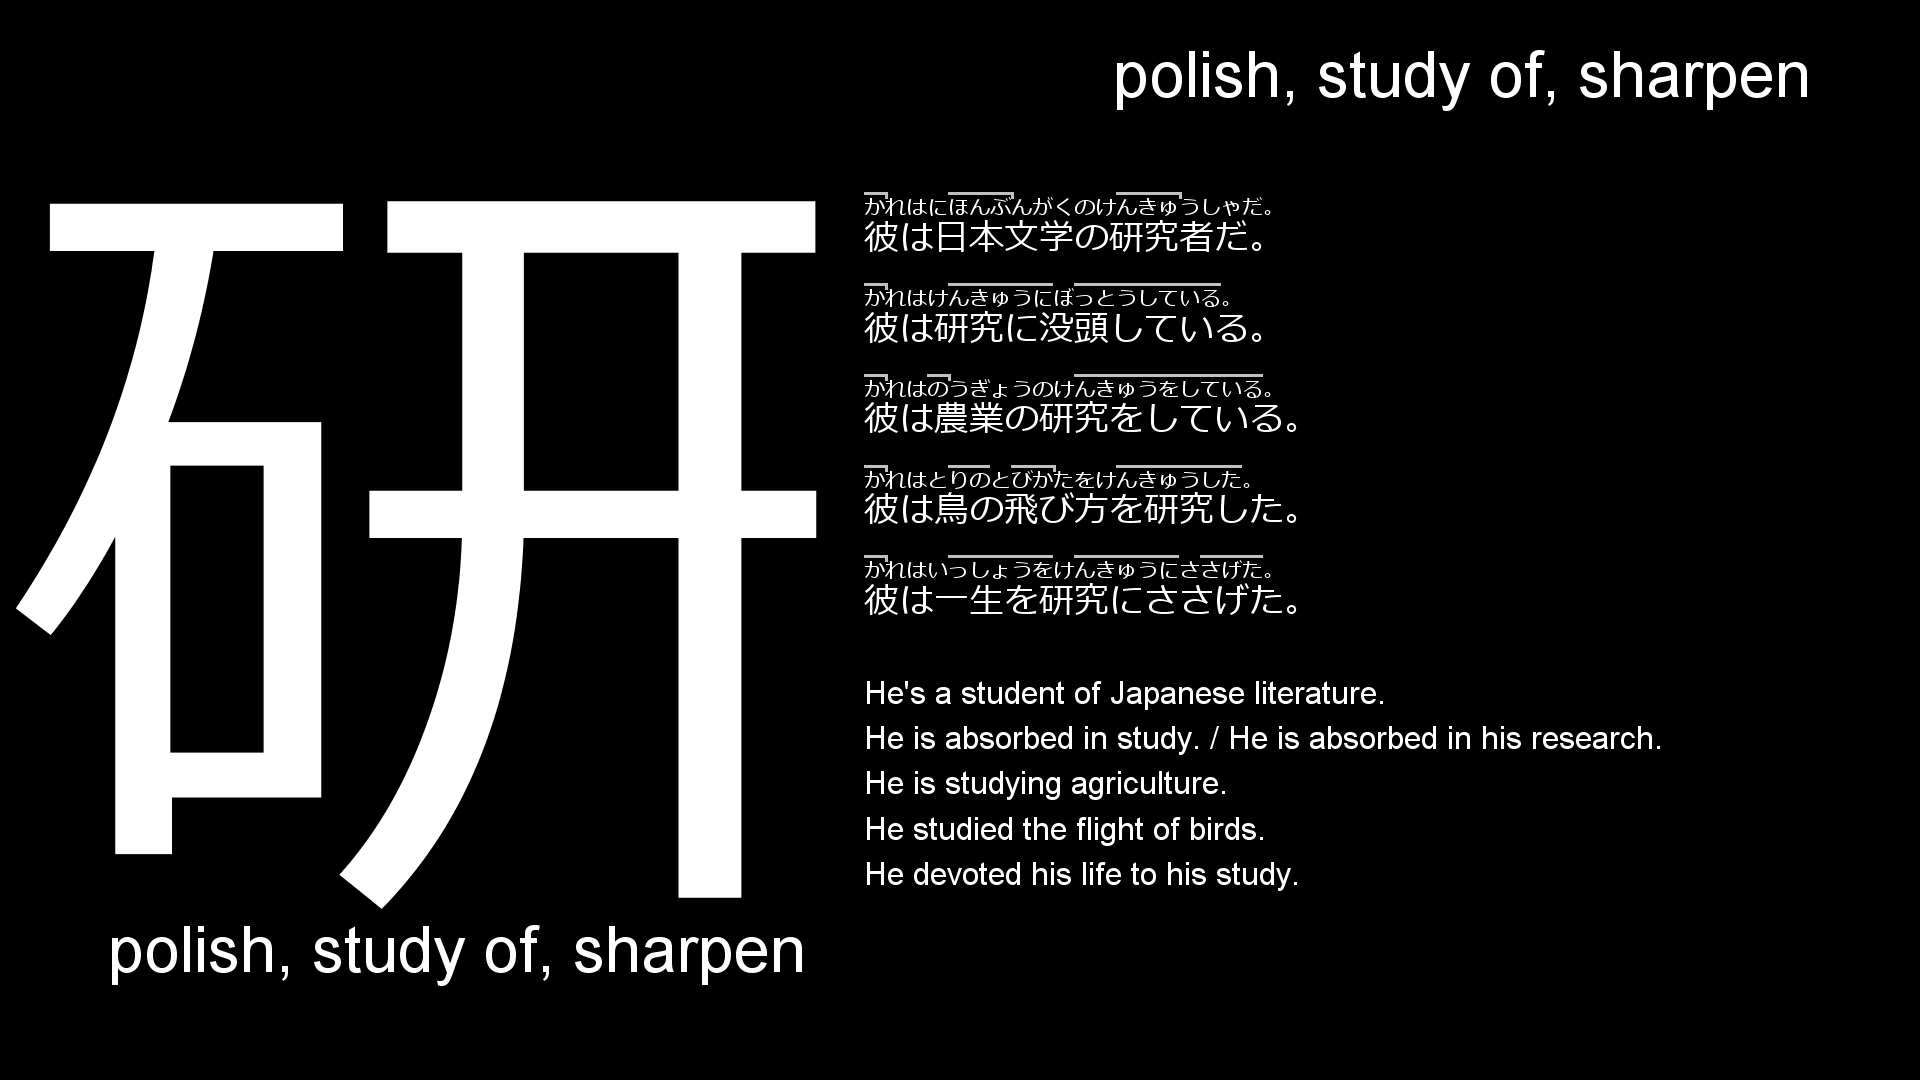 polish, study of, sharpen
研
かれはにほんぶんがくのけんきゅうしゃだ。
彼は日本文学の研究者だ。
かれはけんきゅうにぼっとうしている。
彼は研究に没頭している。
かれはのうぎょうのけんきゅうをしている。
彼は農業の研究をしている。
かれはとりのとびかたをけんきゅうした。
彼は鳥の飛び方を研究した。
かれはいっしょうをけんきゅうにささげた。
彼は一生を研究にささげた。
He's a student of Japanese literature.
He is absorbed in study. / He is absorbed in his research.
He is studying agriculture.
He studied the flight of birds.
He devoted his life to his study.
polish, study of, sharpen